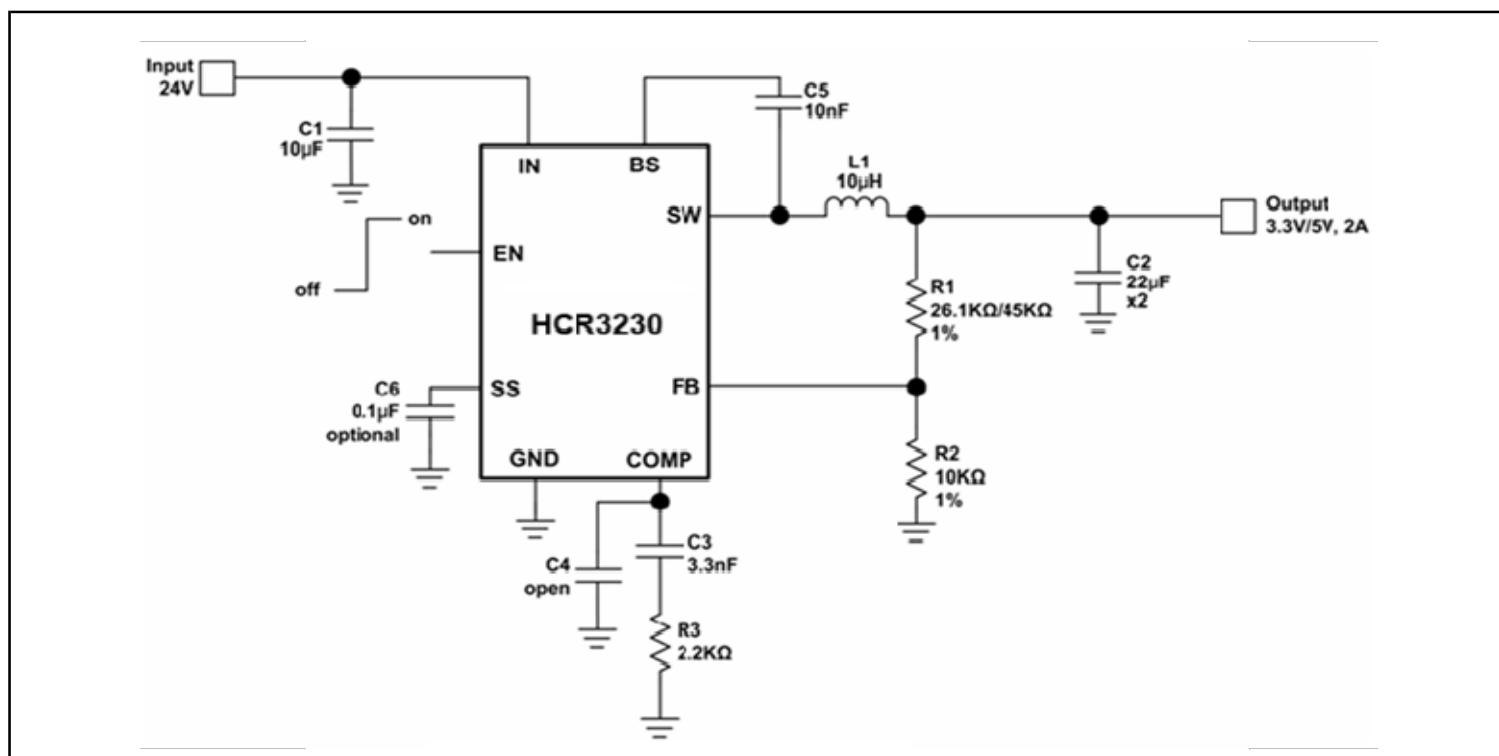 Input
24V
C1
10µF
C5
10nF
IN
BS
L1
10µH
SW
Output
3.3V/5V, 2A
on
EN
off
C2
22µF
x2
R1
26.1KΩ/45KΩ
1%
HCR3230
C6
0.1µF
optional
SS
FB
GND
COMP
R2
10KΩ
1%
C3
3.3nF
C4
open
R3
2.2KΩ